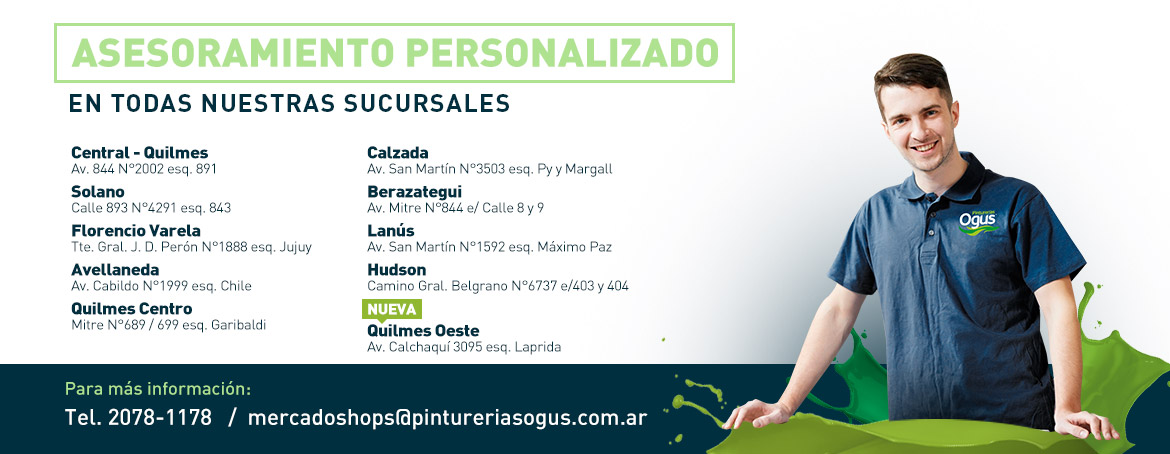 ASESORAMIENTO PERSONALIZADO
EN TODAS NUESTRAS SUCURSALES
Central - Quilmes
Av. 844 N°2002 esq. 891
Solano
Calle 893 N°4291 esq. 843
Florencio Varela
Tte. Gral. J. D. Perón N°1888 esq. Jujuy
Avellaneda
Av. Cabildo N°1999 esq. Chile
Quilmes Centro
Mitre N°689 / 699 esq. Garibaldi
Calzada
Av. San Martín N°3503 esq. Py y Margall
Berazategui
Av. Mitre N°844 e/ Calle 8 y 9
Lanús
Av. San Martín N°1592 esq. Máximo Paz
Hudson
Camino Gral. Belgrano N°6737 e/403 y 404
NUEVA
Quilmes Oeste
Av. Calchaquí 3095 esq. Laprida
Pinturerías
Ogus
Para más información:
Tel. 2078-1178 / mercadoshops@pintureriasogus.com.ar